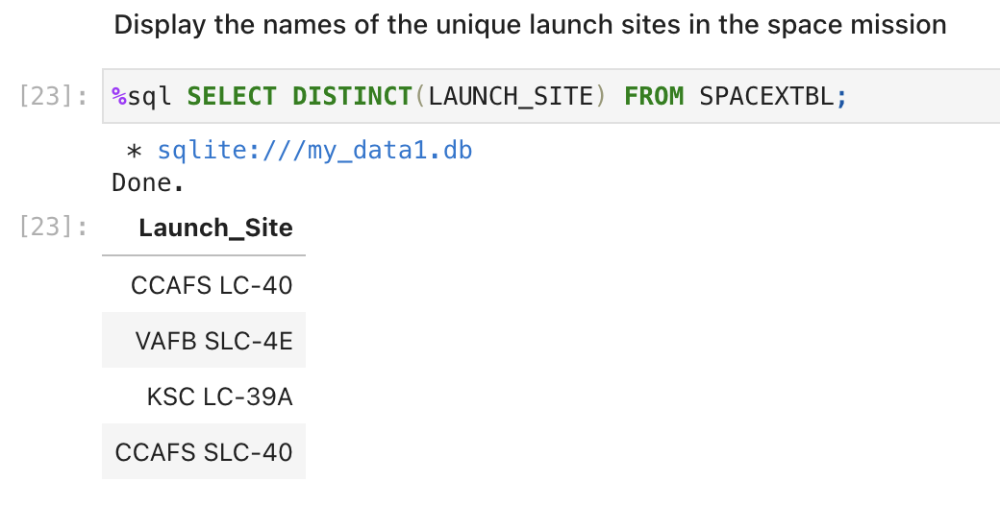 Display the names of the unique launch sites in the space mission
[23]: %sql SELECT DISTINCT(LAUNCH_SITE) FROM SPACEXTBL;
* sqlite:///my_data1.db
Done.
[23]: Launch_Site
CCAFS LC-40
VAFB SLC-4E
KSC LC-39A
CCAFS SLC-40